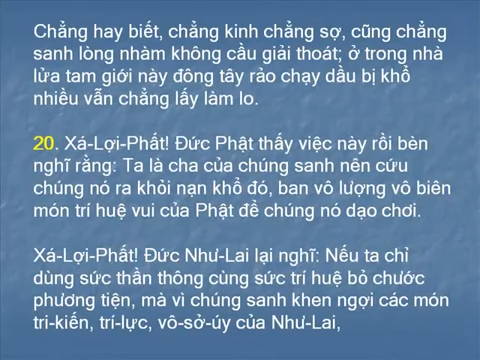 Chẳng hay biết, chẳng kinh chẳng sợ, cũng chẳng
sanh lòng nhàm không cầu giải thoát; ở trong nhà
lửa tam giới này đông tây rảo chạy dầu bị khổ
nhiều vẫn chẳng lấy làm lo.
20. Xá-Lợi-Phất! Đức Phật thấy việc này rồi bèn
nghĩ rằng: Ta là cha của chúng sanh nên cứu
chúng nó ra khỏi nạn khổ đó, ban vô lượng vô biên
món trí huệ vui của Phật để chúng nó dạo chơi.
Xá-Lợi-Phất! Đức Như-Lai lại nghĩ: Nếu ta chỉ
dùng sức thần thông cùng sức trí huệ bỏ chước
phương tiện, mà vì chúng sanh khen ngợi các món
tri-kiến, trí-lực, vô-sở-úy của Như-Lai,